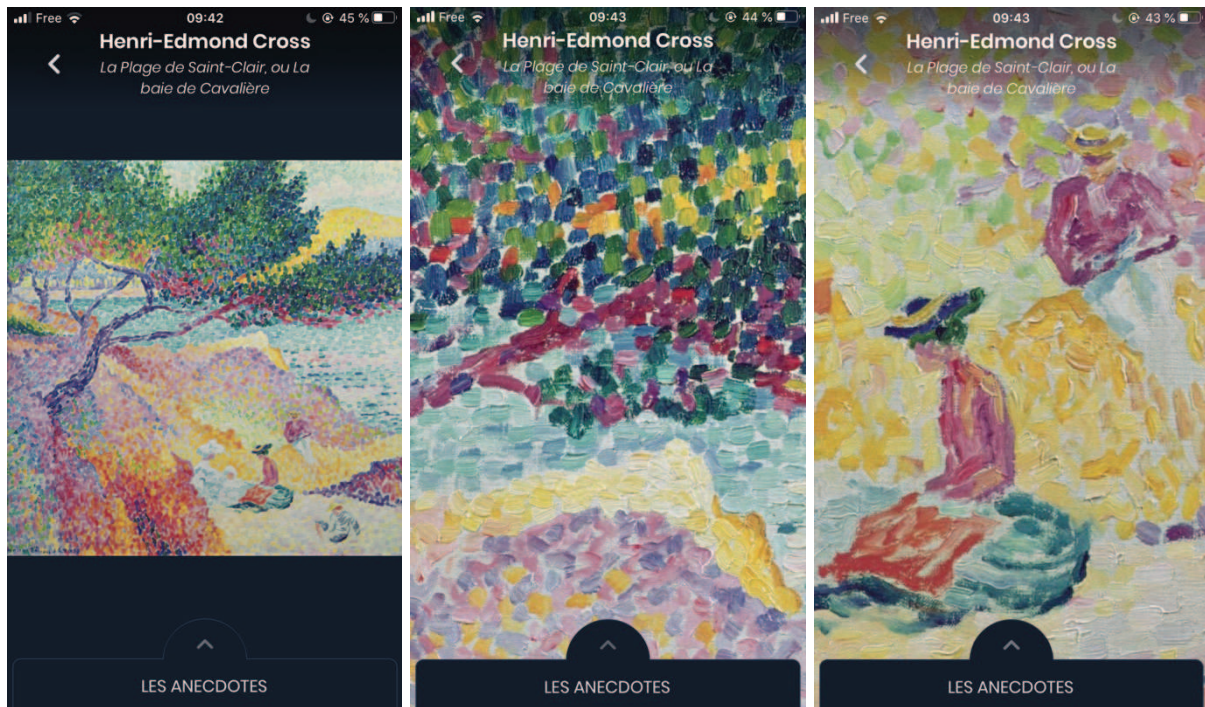 Free 09:42 45 %
Henri-Edmond Cross
La Plage de Saint-Clair, ou La
baie de Cavalière
LES ANECDOTES
Free 09:43 44 %
Henri-Edmond Cross
La Plage de Saint-Clair, ou La
baie de Cavalière
LES ANECDOTES
Free 09:43 43 %
Henri-Edmond Cross
La Plage de Saint-Clair, ou La
baie de Cavalière
LES ANECDOTES